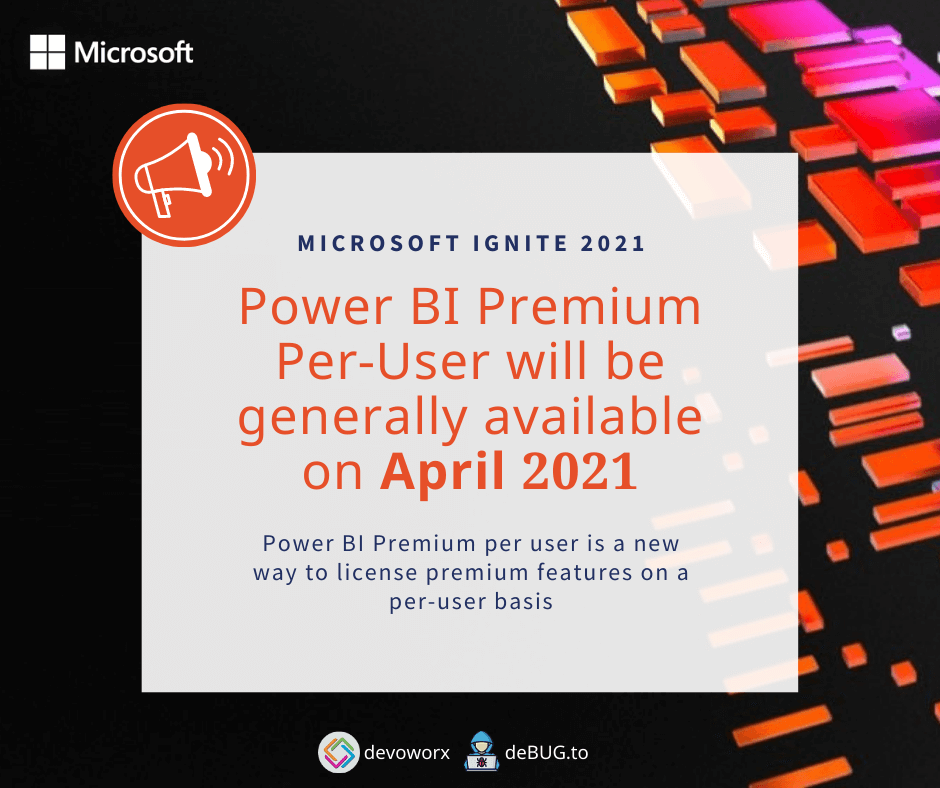 Microsoft
MICROSOFT IGNITE 2021
Power BI Premium
Per-User will be
generally available
on April 2021
Power BI Premium per user is a new
way to license premium features on a
per-user basis
devoworx deBUG.to